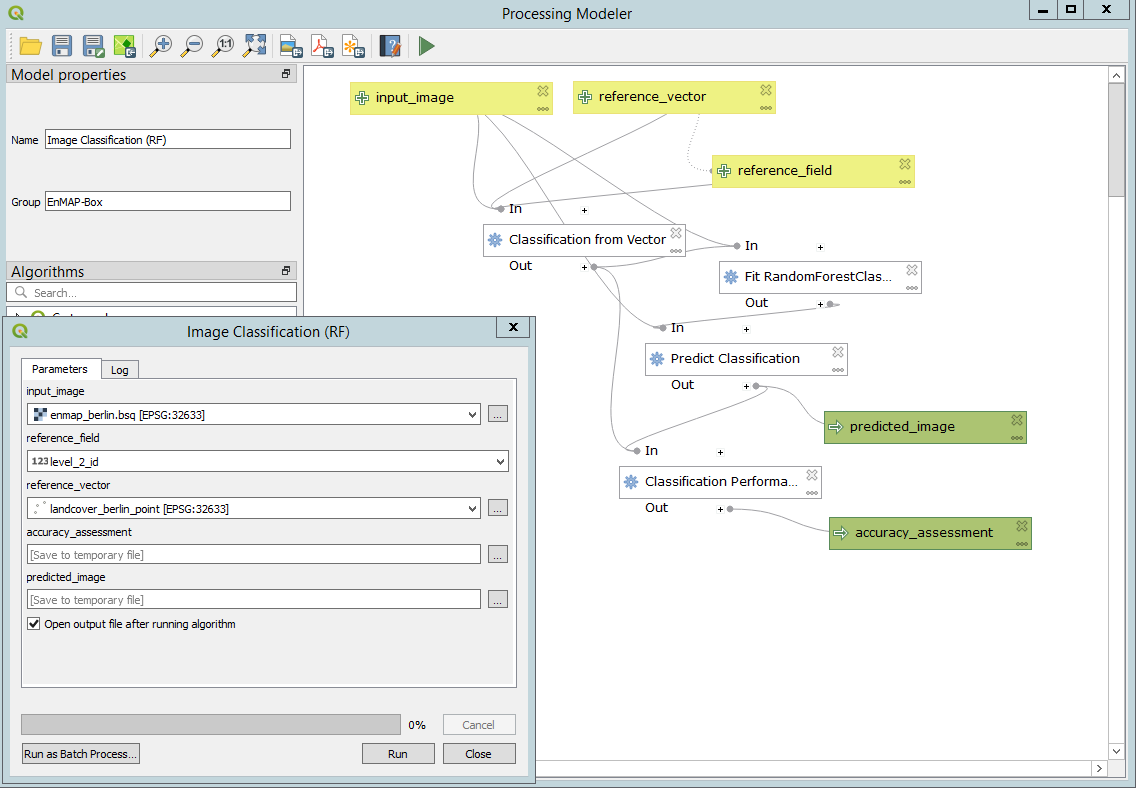 Processing Modeler
Model properties
Name Image Classification (RF)
Group EnMAP-Box
Algorithms
Search...
input_image
reference_vector
reference_field
In
Classification from Vector
Out
In
Fit RandomForestClas...
Out
In
Predict Classification
Out
predicted_image
In
Classification Performa...
Out
accuracy_assessment
Image Classification (RF)
Parameters
Log
input_image
enmap_berlin.bsq [EPSG:32633]
...
reference_field
123 level_2_id
reference_vector
landcover_berlin_point [EPSG:32633]
...
accuracy_assessment
[Save to temporary file]
...
predicted_image
[Save to temporary file]
...
Open output file after running algorithm
0%
Cancel
Run as Batch Process...
Run
Close